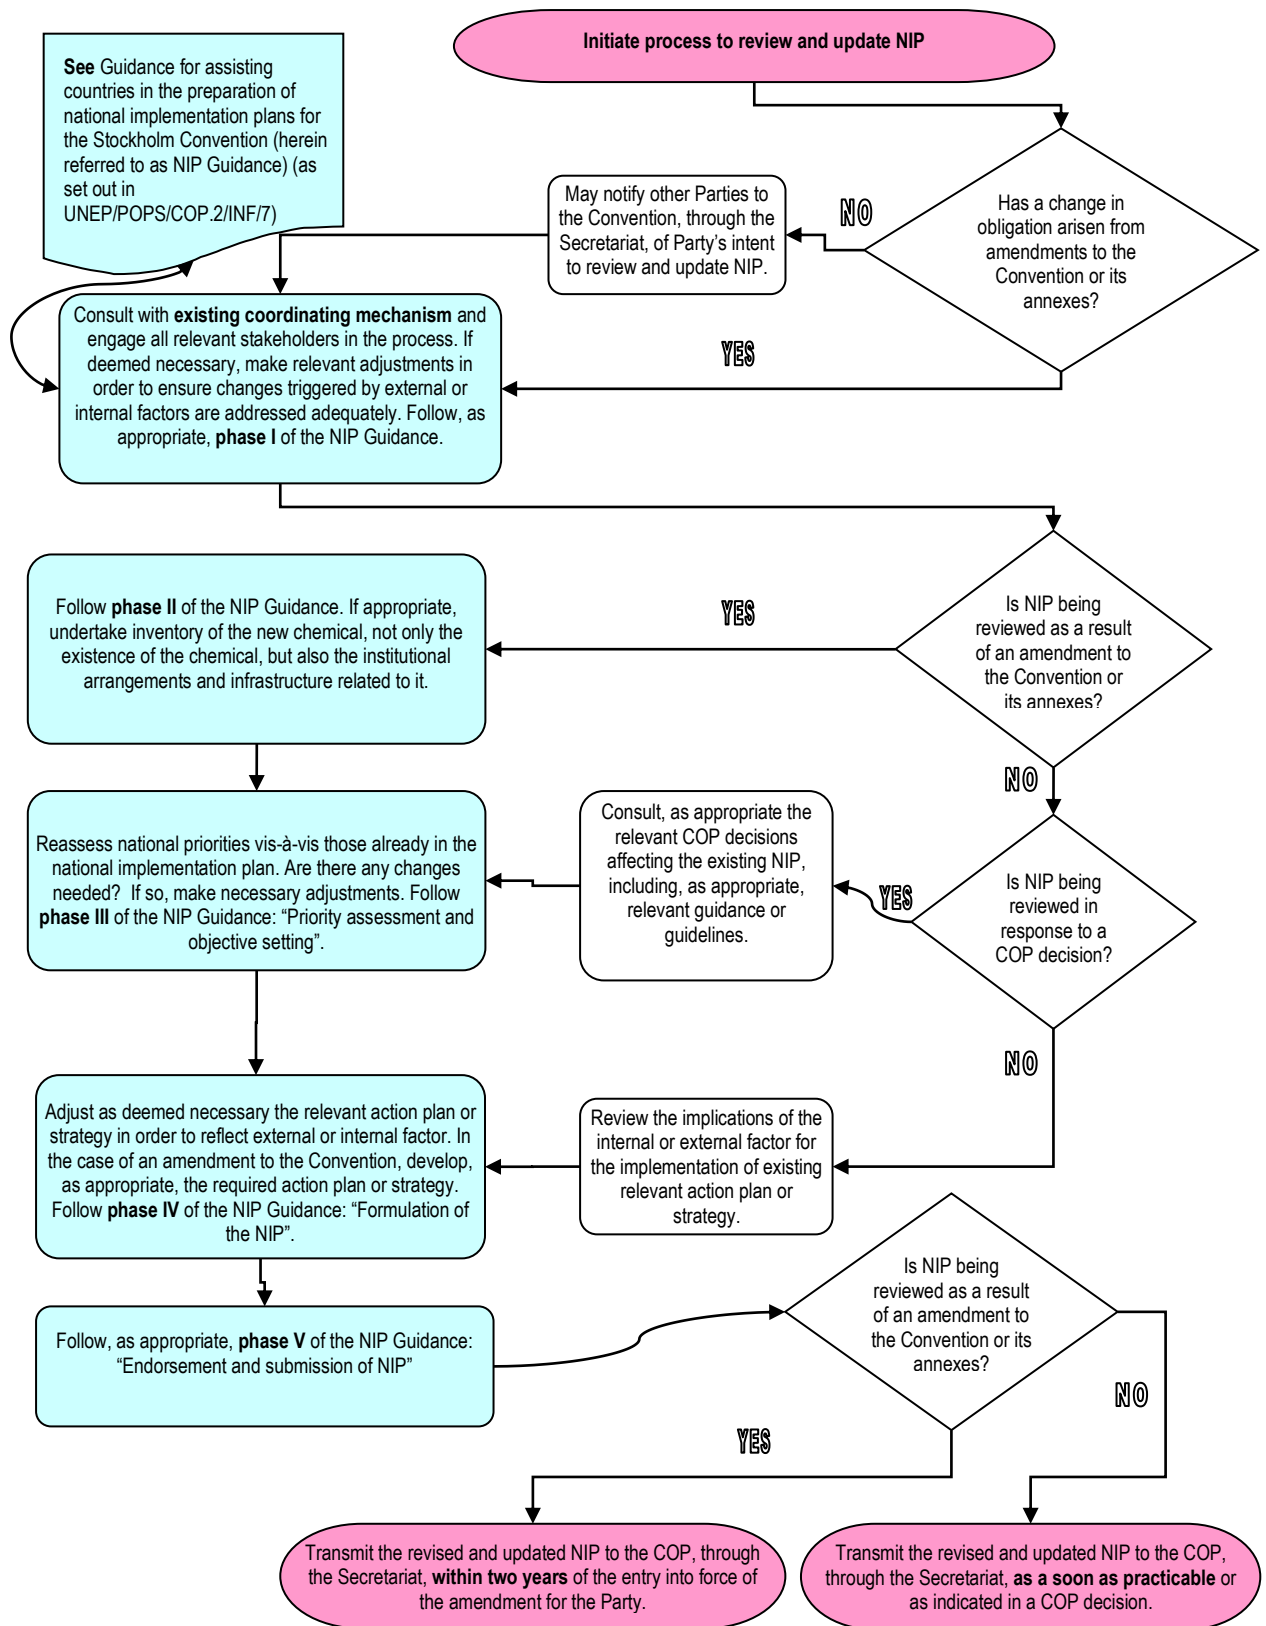 Initiate process to review and update NIP
See Guidance for assisting
countries in the preparation of
national implementation plans for
the Stockholm Convention (herein
referred to as NIP Guidance) (as
set out in
UNEP/POPS/COP.2/INF/7)
May notify other Parties to
the Convention, through the
Secretariat, of Party’s intent
to review and update NIP.
NO
Has a change in
obligation arisen from
amendments to the
Convention or its
annexes?
YES
Consult with existing coordinating mechanism and
engage all relevant stakeholders in the process. If
deemed necessary, make relevant adjustments in
order to ensure changes triggered by external or
internal factors are addressed adequately. Follow, as
appropriate, phase I of the NIP Guidance.
Is NIP being
reviewed as a result
of an amendment to
the Convention or
its annexes?
YES
Follow phase II of the NIP Guidance. If appropriate,
undertake inventory of the new chemical, not only the
existence of the chemical, but also the institutional
arrangements and infrastructure related to it.
NO
Reassess national priorities vis-à-vis those already in the
national implementation plan. Are there any changes
needed?  If so, make necessary adjustments. Follow
phase III of the NIP Guidance: “Priority assessment and
objective setting”.
Consult, as appropriate the
relevant COP decisions
affecting the existing NIP,
including, as appropriate,
relevant guidance or
guidelines.
YES
Is NIP being
reviewed in
response to a
COP decision?
NO
Adjust as deemed necessary the relevant action plan or
strategy in order to reflect external or internal factor. In
the case of an amendment to the Convention, develop,
as appropriate, the required action plan or strategy.
Follow phase IV of the NIP Guidance: “Formulation of
the NIP”.
Review the implications of the
internal or external factor for
the implementation of existing
relevant action plan or
strategy.
Follow, as appropriate, phase V of the NIP Guidance:
“Endorsement and submission of NIP”
Is NIP being
reviewed as a result
of an amendment to
the Convention or its
annexes?
NO
YES
Transmit the revised and updated NIP to the COP, through
the Secretariat, within two years of the entry into force of
the amendment for the Party.
Transmit the revised and updated NIP to the COP,
through the Secretariat, as a soon as practicable or
as indicated in a COP decision.